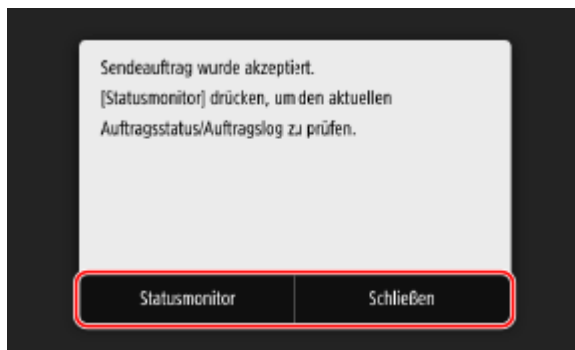 Sendeauftrag wurde akzeptiert.
[Statusmonitor] drücken, um den aktuellen
Auftragsstatus/Auftragslog zu prüfen.
Statusmonitor
Schließen